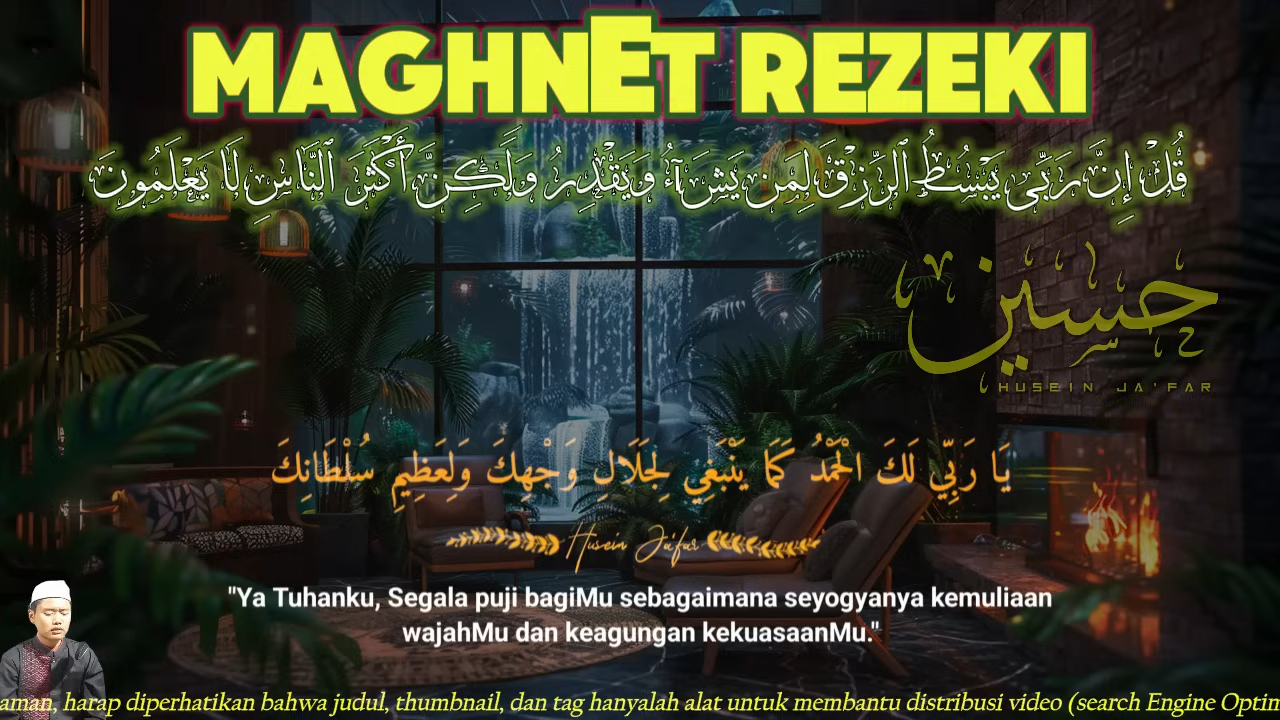 MAGHNET REZEKI
قُلْ إِنَّ رَبِّى يَبْسُطُ ٱلرِّزْقَ لِمَن يَشَآءُ وَيَقْدِرُ وَلَٰكِنَّ أَكْثَرَ ٱلنَّاسِ لَا يَعْلَمُونَ
حسين
HUSEIN JA'FAR
يَا رَبِّي لَكَ الْحَمْدُ كَمَا يَنْبَغِي لِجَلَالِ وَجْهِكَ وَلِعَظِيمِ سُلْطَانِكَ
Husein Ja'far
"Ya Tuhanku, Segala puji bagiMu sebagaimana seyogyanya kemuliaan
wajahMu dan keagungan kekuasaanMu."
aman, harap diperhatikan bahwa judul, thumbnail, dan tag hanyalah alat untuk membantu distribusi video (search Engine Optim